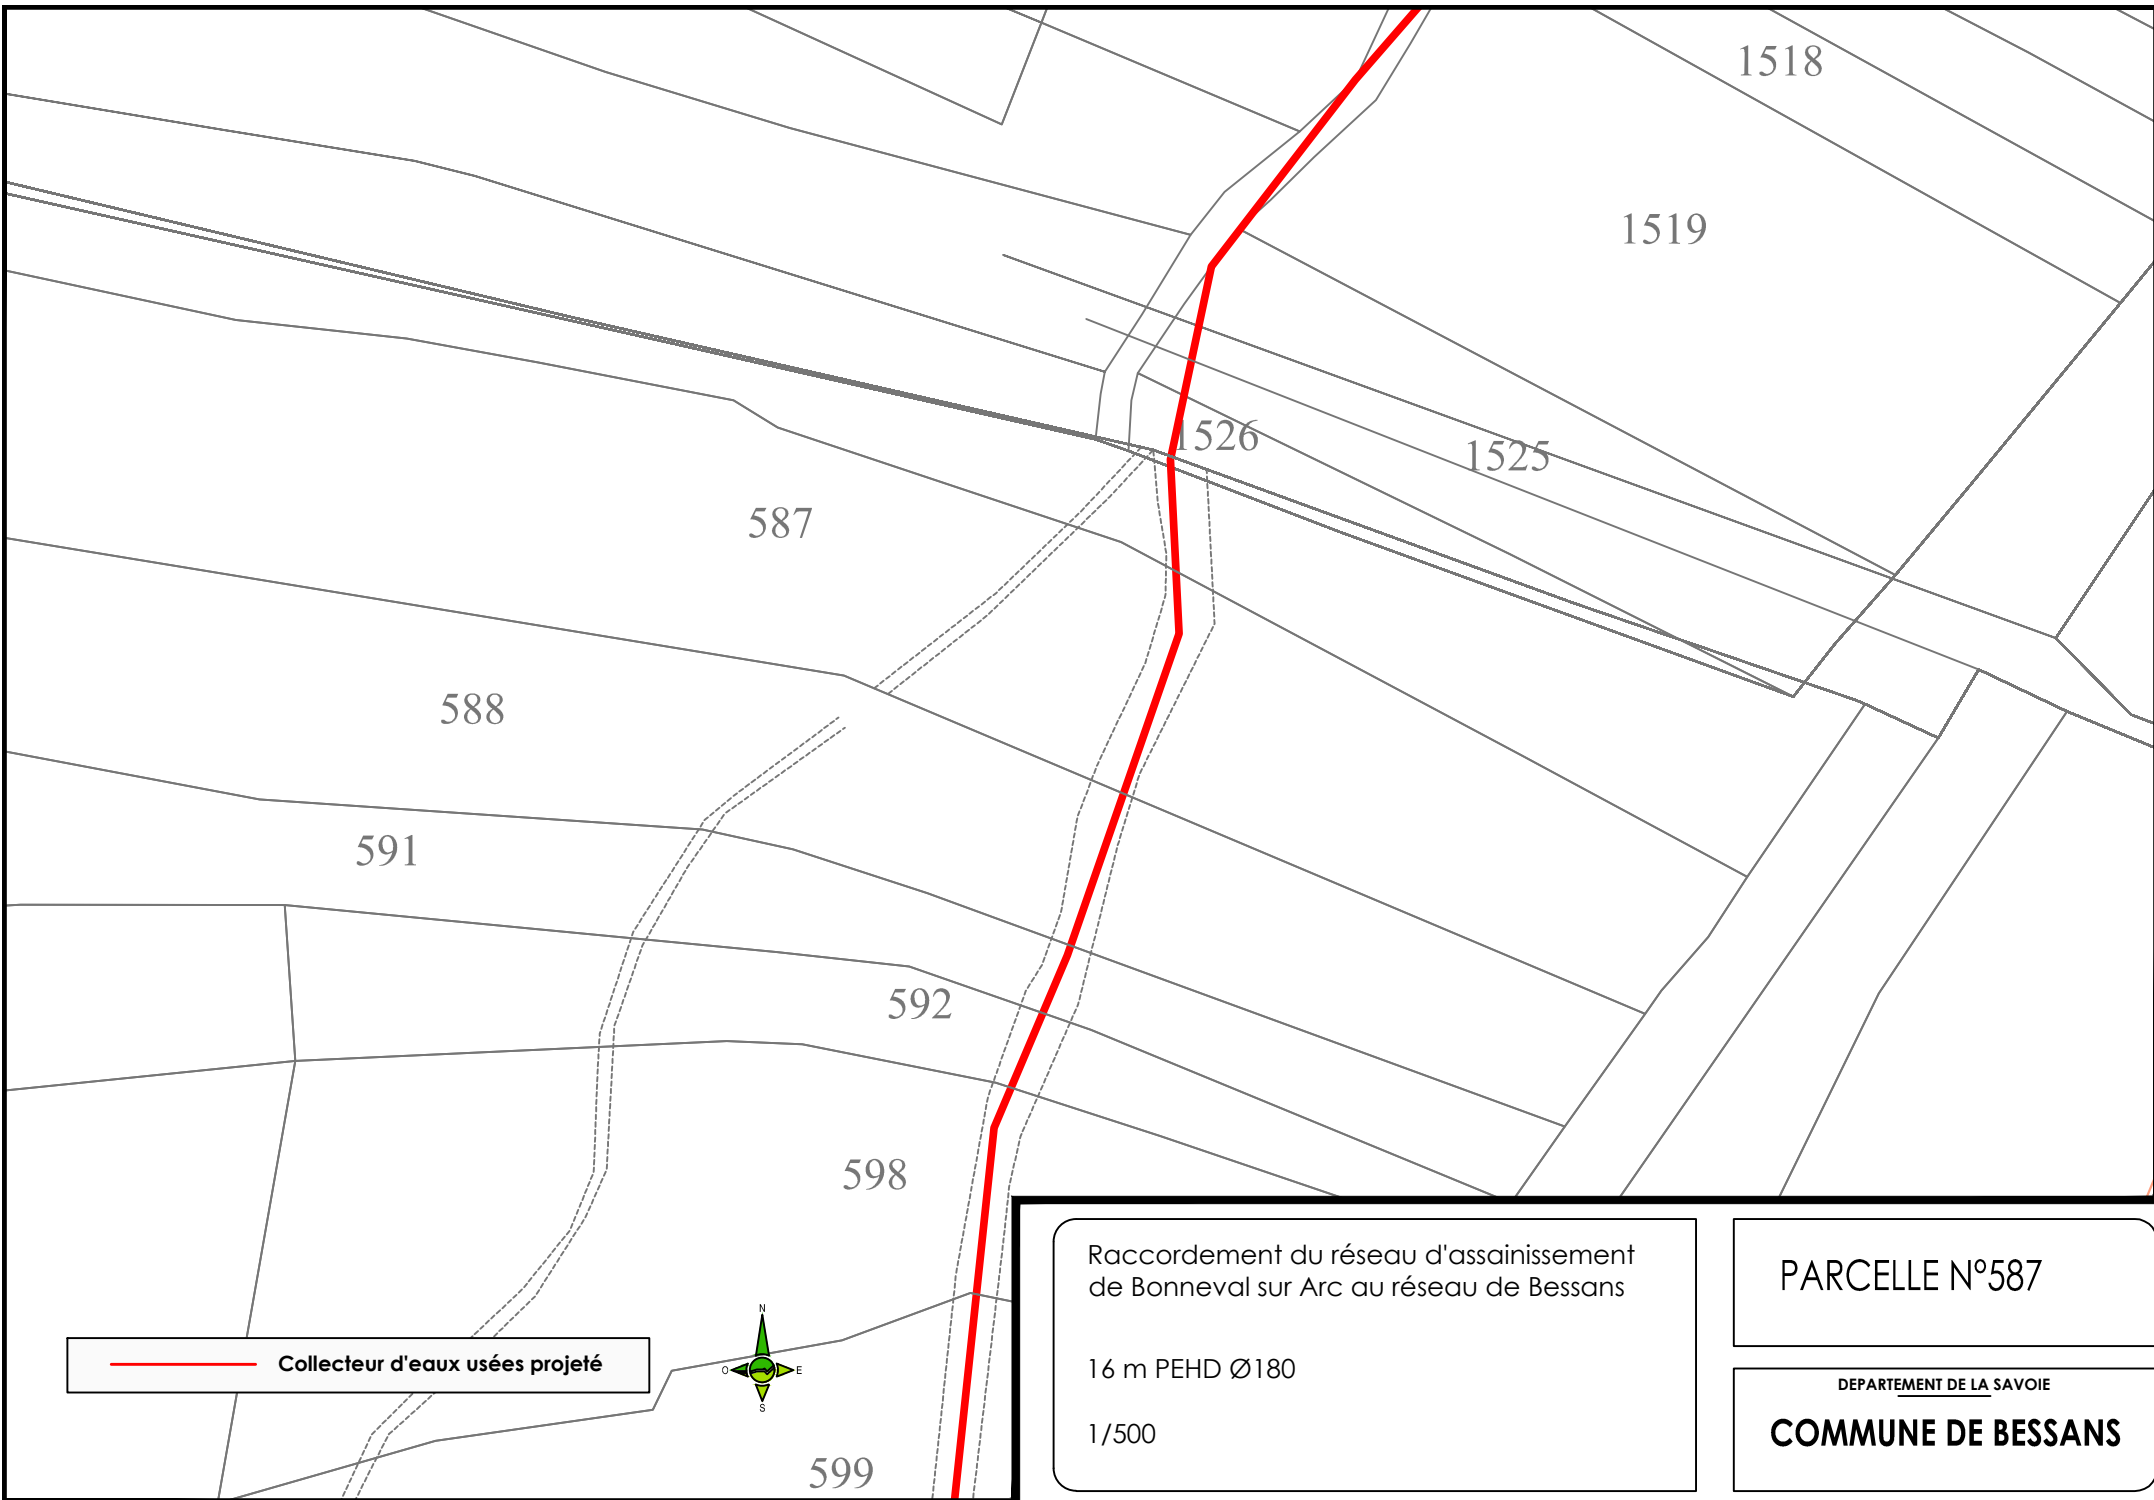 1518
1519
1526
1525
587
588
591
592
598
599
N
O
E
S
Collecteur d'eaux usées projeté
Raccordement du réseau d'assainissement
de Bonneval sur Arc au réseau de Bessans
16 m PEHD Ø180
1/500
PARCELLE N°587
DEPARTEMENT DE LA SAVOIE
COMMUNE DE BESSANS